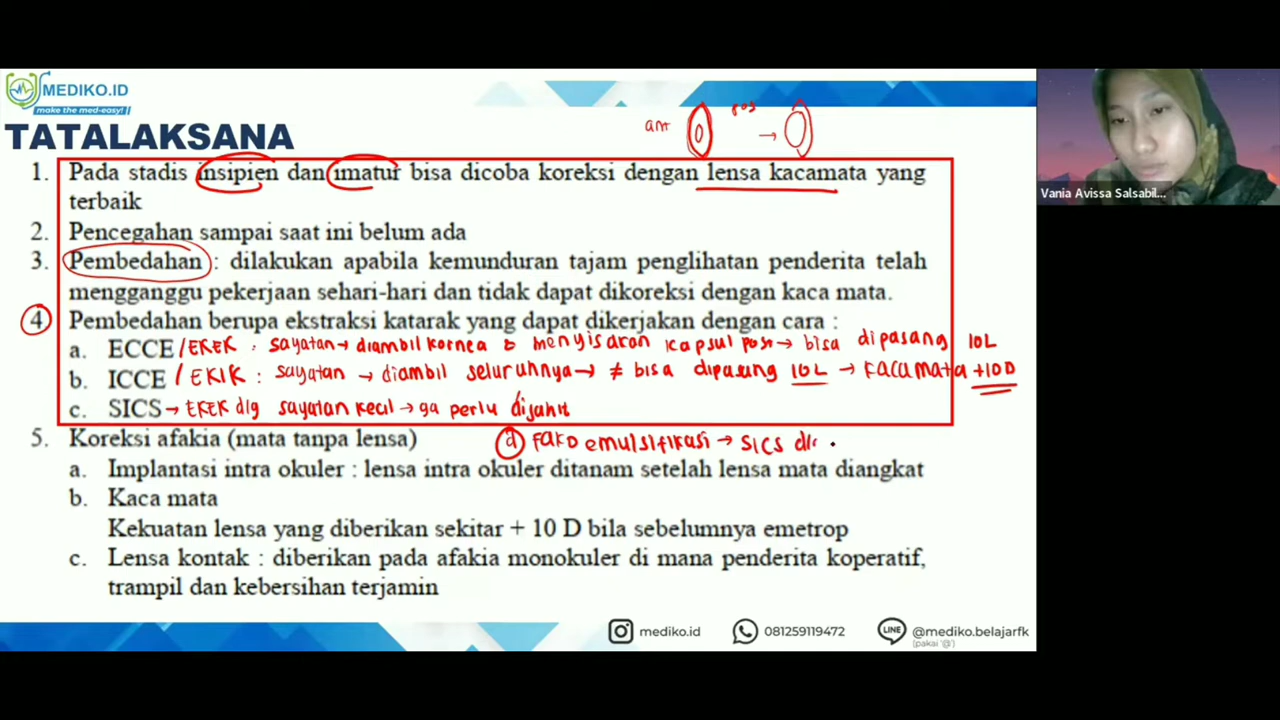 MEDIKO.ID
make the med-easy!
TATALAKSANA
ant
pos
1. Pada stadis insipien dan imatur bisa dicoba koreksi dengan lensa kacamata yang
terbaik
2. Pencegahan sampai saat ini belum ada
3. Pembedahan : dilakukan apabila kemunduran tajam penglihatan penderita telah
mengganggu pekerjaan sehari-hari dan tidak dapat dikoreksi dengan kaca mata.
4 Pembedahan berupa ekstraksi katarak yang dapat dikerjakan dengan cara :
a. ECCE / EKEK : sayatan → diambil kornea & menyisakan kapsul post → bisa dipasang IOL
b. ICCE / EKIK : sayatan → diambil seluruhnya → ≠ bisa dipasang IOL → kacamata +10D
c. SICS → EKEK dlg sayatan kecil → ga perlu dijahit
5. Koreksi afakia (mata tanpa lensa)
d Fako emulsifikasi → SICS
a. Implantasi intra okuler : lensa intra okuler ditanam setelah lensa mata diangkat
b. Kaca mata
Kekuatan lensa yang diberikan sekitar + 10 D bila sebelumnya emetrop
c. Lensa kontak : diberikan pada afakia monokuler di mana penderita koperatif,
trampil dan kebersihan terjamin
mediko.id
081259119472
LINE
@mediko.belajarfk
(pakai '@')
Vania Avissa Salsabil...